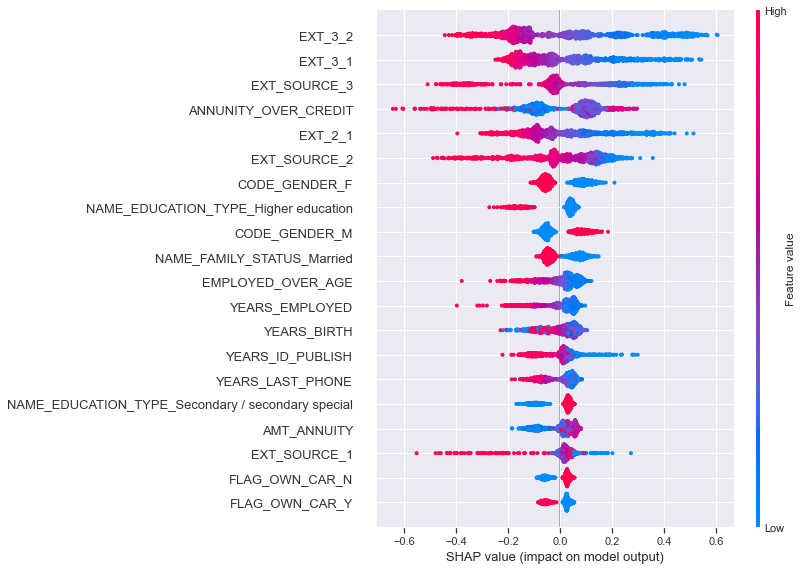 High
EXT_3_2
EXT_3_1
EXT_SOURCE_3
ANNUNITY_OVER_CREDIT
EXT_2_1
EXT_SOURCE_2
CODE_GENDER_F
NAME_EDUCATION_TYPE_Higher education
CODE_GENDER_M
NAME_FAMILY_STATUS_Married
EMPLOYED_OVER_AGE
YEARS_EMPLOYED
YEARS_BIRTH
YEARS_ID_PUBLISH
YEARS_LAST_PHONE
NAME_EDUCATION_TYPE_Secondary / secondary special
AMT_ANNUITY
EXT_SOURCE_1
FLAG_OWN_CAR_N
FLAG_OWN_CAR_Y
Feature value
Low
−0.6 −0.4 −0.2 0.0 0.2 0.4 0.6
SHAP value (impact on model output)